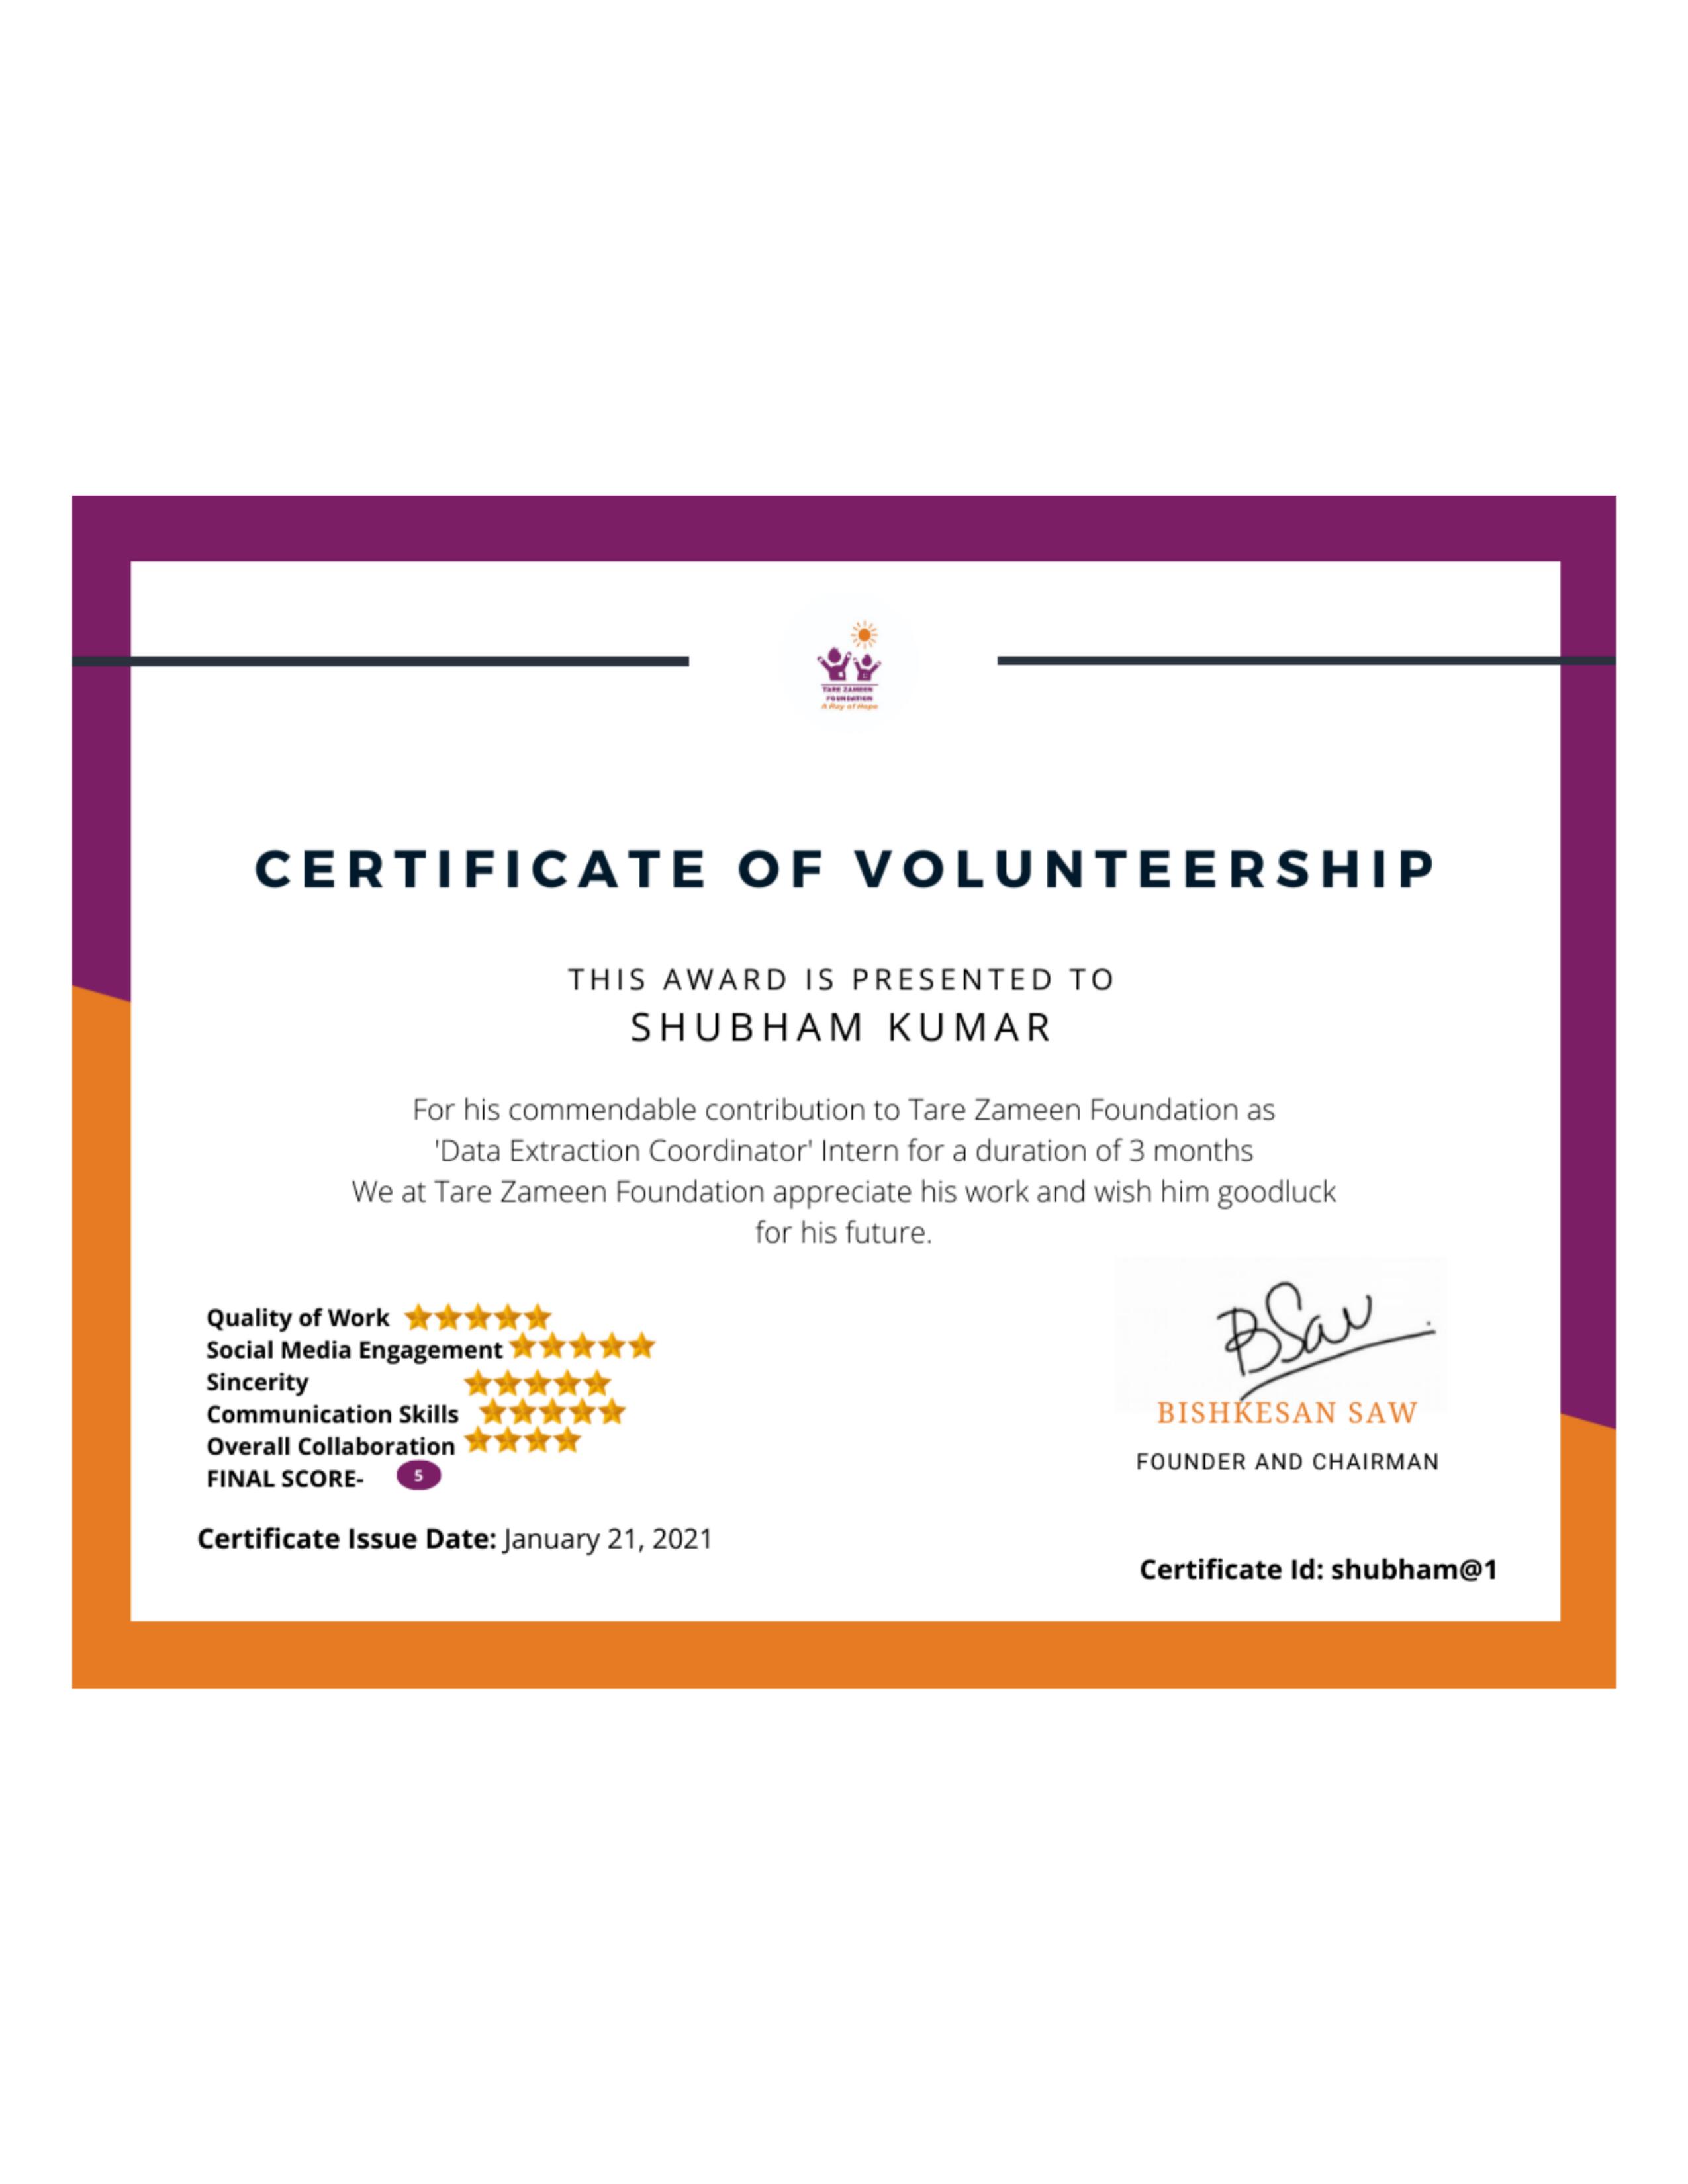 TARE ZAMEEN
FOUNDATION
A Ray of Hope
CERTIFICATE OF VOLUNTEERSHIP
THIS AWARD IS PRESENTED TO
SHUBHAM KUMAR
For his commendable contribution to Tare Zameen Foundation as
'Data Extraction Coordinator' Intern for a duration of 3 months
We at Tare Zameen Foundation appreciate his work and wish him goodluck
for his future.
Quality of Work
Social Media Engagement
Sincerity
Communication Skills
Overall Collaboration
FINAL SCORE- 5
Certificate Issue Date: January 21, 2021
BSaw
BISHKESAN SAW
FOUNDER AND CHAIRMAN
Certificate Id: shubham@1